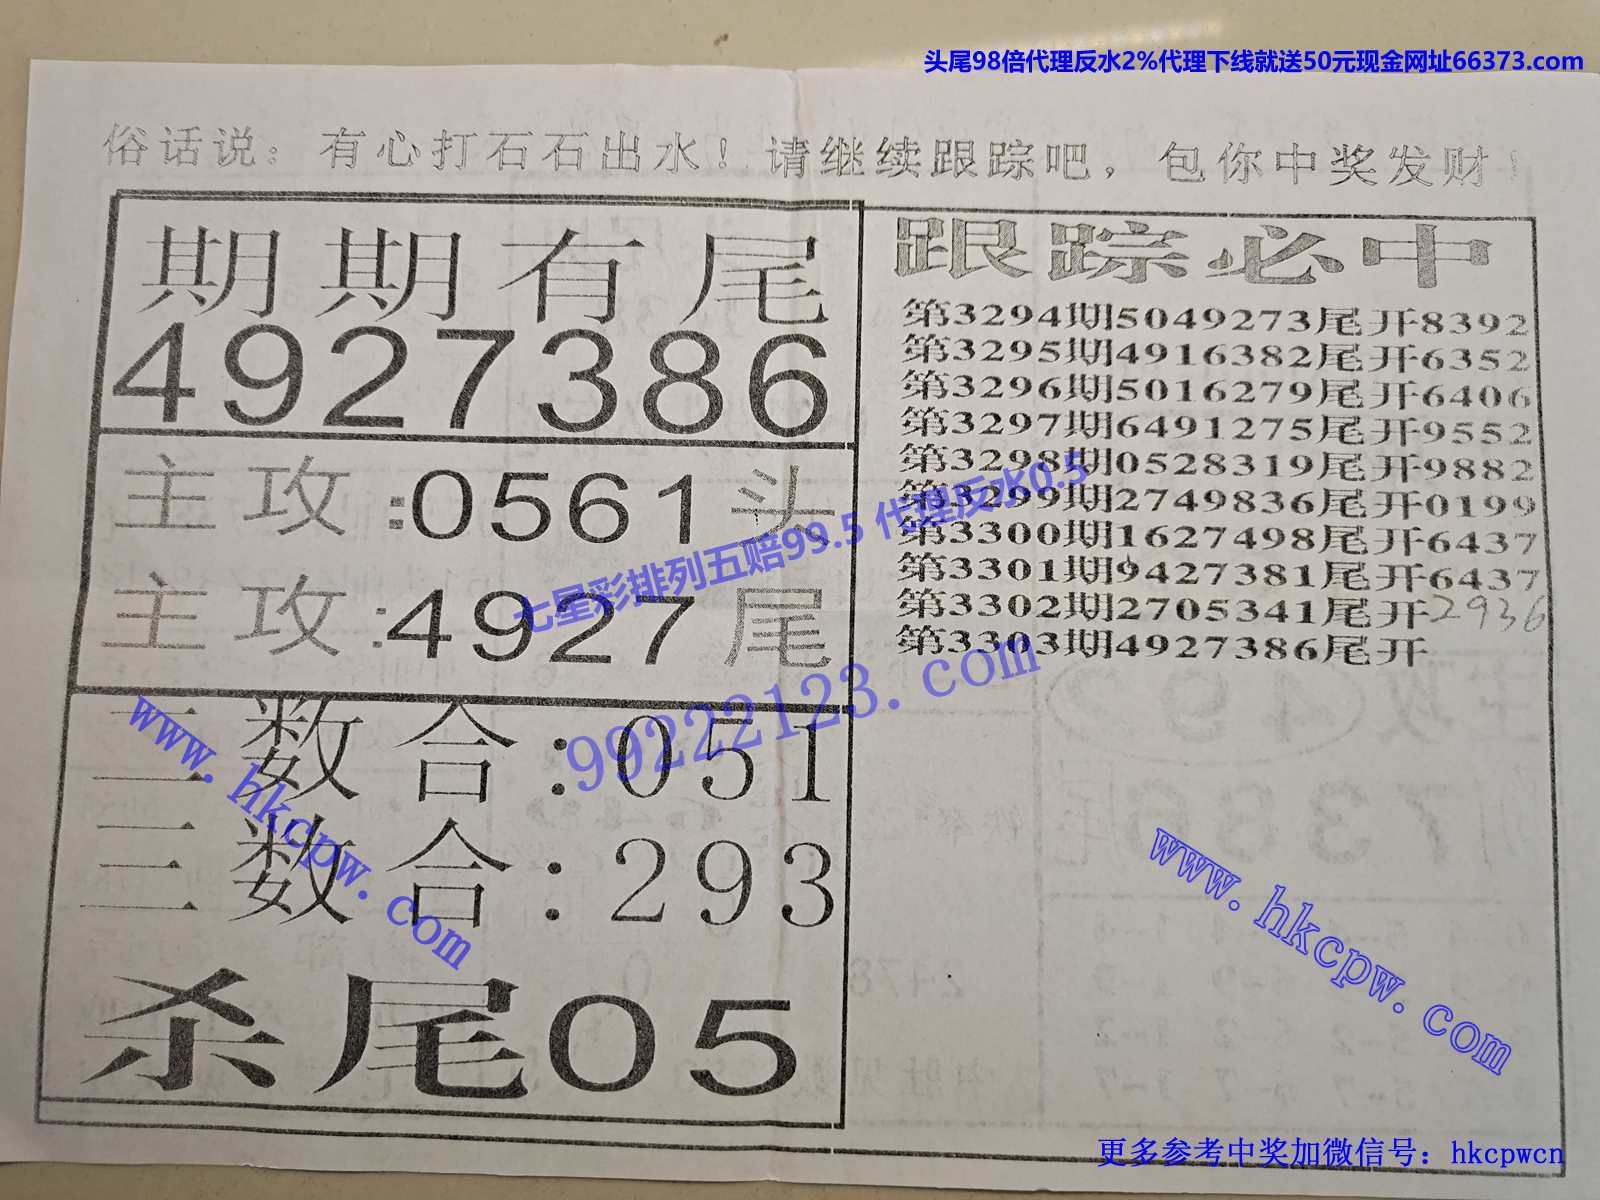 头尾98倍代理反水2%代理下线就送50元现金网址66373.com
俗话说：有心打石石出水！请继续跟踪吧，包你中奖发财！
期期有尾
4927386
主攻:0561头
主攻:4927尾
二数合:051
三数合:293
杀尾05
跟踪必中
第3294期5049273尾开8392
第3295期4916382尾开6352
第3296期5016279尾开6406
第3297期6491275尾开9552
第3298期0528319尾开9882
第3299期2749836尾开0199
第3300期1627498尾开6437
第3301期9427381尾开6437
第3302期2705341尾开2936
第3303期4927386尾开
七星彩排列五赔99.5 代理反水0.5
99222123.com
www.hkcpw.com
www.hkcpw.com
更多参考中奖加微信号：hkcpwcn